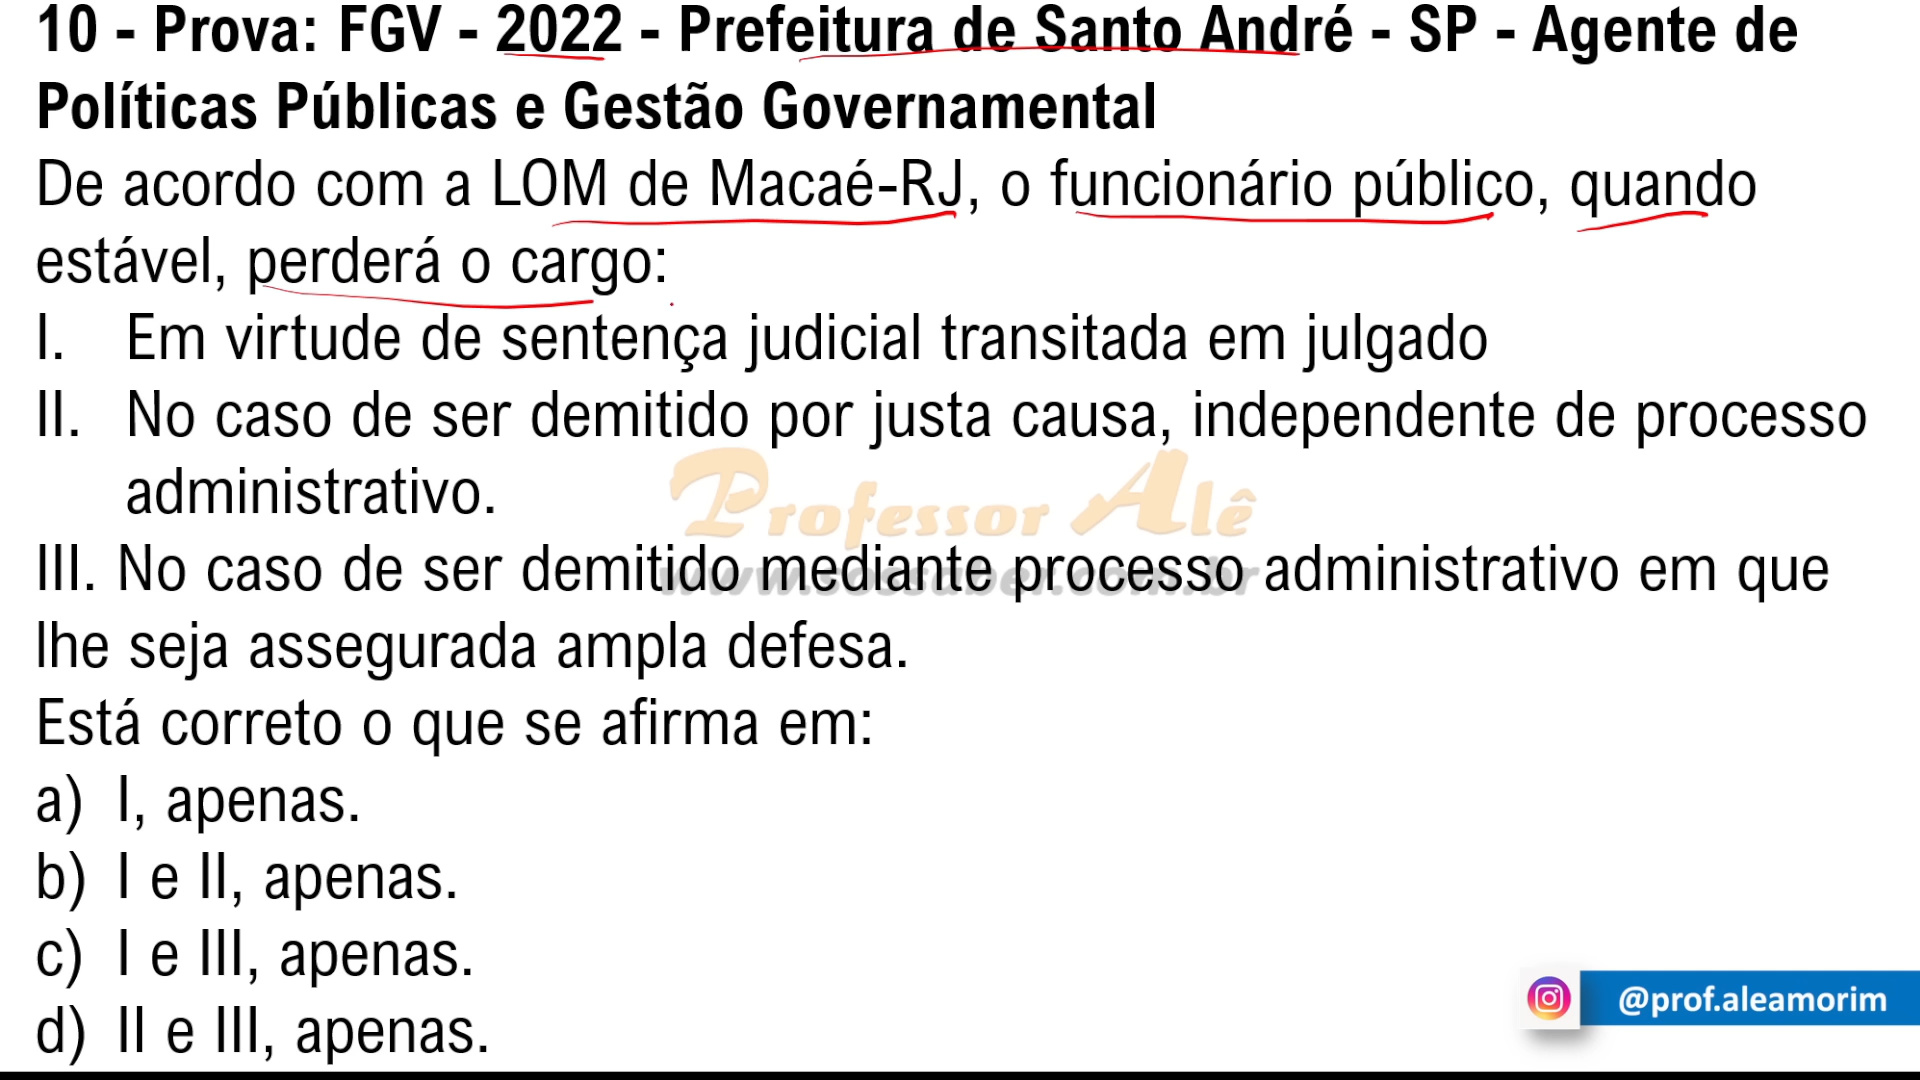 10 - Prova: FGV - 2022 - Prefeitura de Santo André - SP - Agente de
Políticas Públicas e Gestão Governamental
De acordo com a LOM de Macaé-RJ, o funcionário público, quando
estável, perderá o cargo:
I. Em virtude de sentença judicial transitada em julgado
II. No caso de ser demitido por justa causa, independente de processo
administrativo.
Professor Alê
www.sossaber.com.br
III. No caso de ser demitido mediante processo administrativo em que
lhe seja assegurada ampla defesa.
Está correto o que se afirma em:
a) I, apenas.
b) I e II, apenas.
c) I e III, apenas.
d) II e III, apenas.
@prof.aleamorim